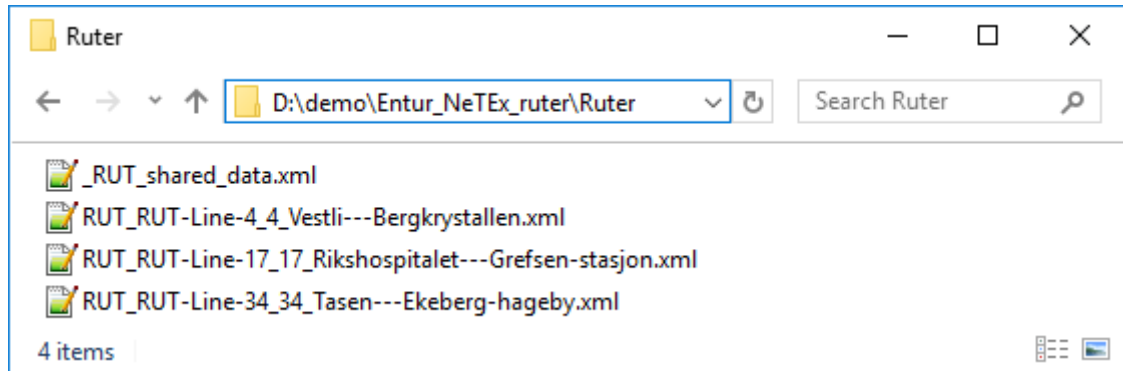 Ruter
D:\demo\Entur_NeTEx_ruter\Ruter
Search Ruter
_RUT_shared_data.xml
RUT_RUT-Line-4_4_Vestli---Bergkrystallen.xml
RUT_RUT-Line-17_17_Rikshospitalet---Grefsen-stasjon.xml
RUT_RUT-Line-34_34_Tasen---Ekeberg-hageby.xml
4 items